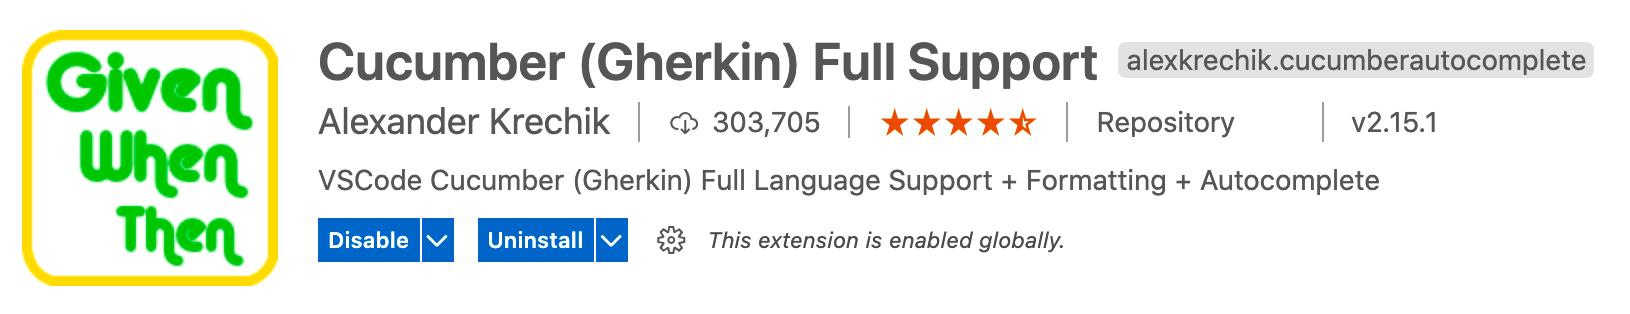 Given
When
Then
Cucumber (Gherkin) Full Support alexkrechik.cucumberautocomplete
Alexander Krechik 303,705 Repository v2.15.1
VSCode Cucumber (Gherkin) Full Language Support + Formatting + Autocomplete
Disable Uninstall This extension is enabled globally.